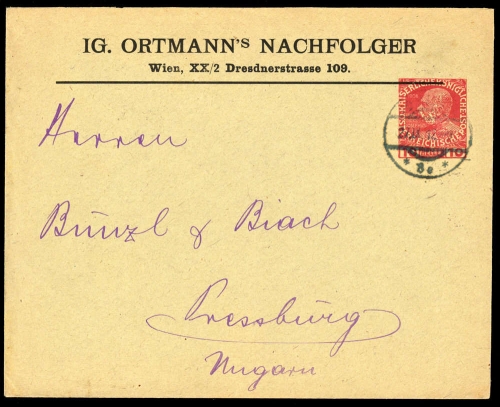 IG. ORTMANN'S NACHFOLGER
Wien, XX/2 Dresdnerstrasse 109.
Herren
Bunzl & Biach
Pressburg
Ungarn